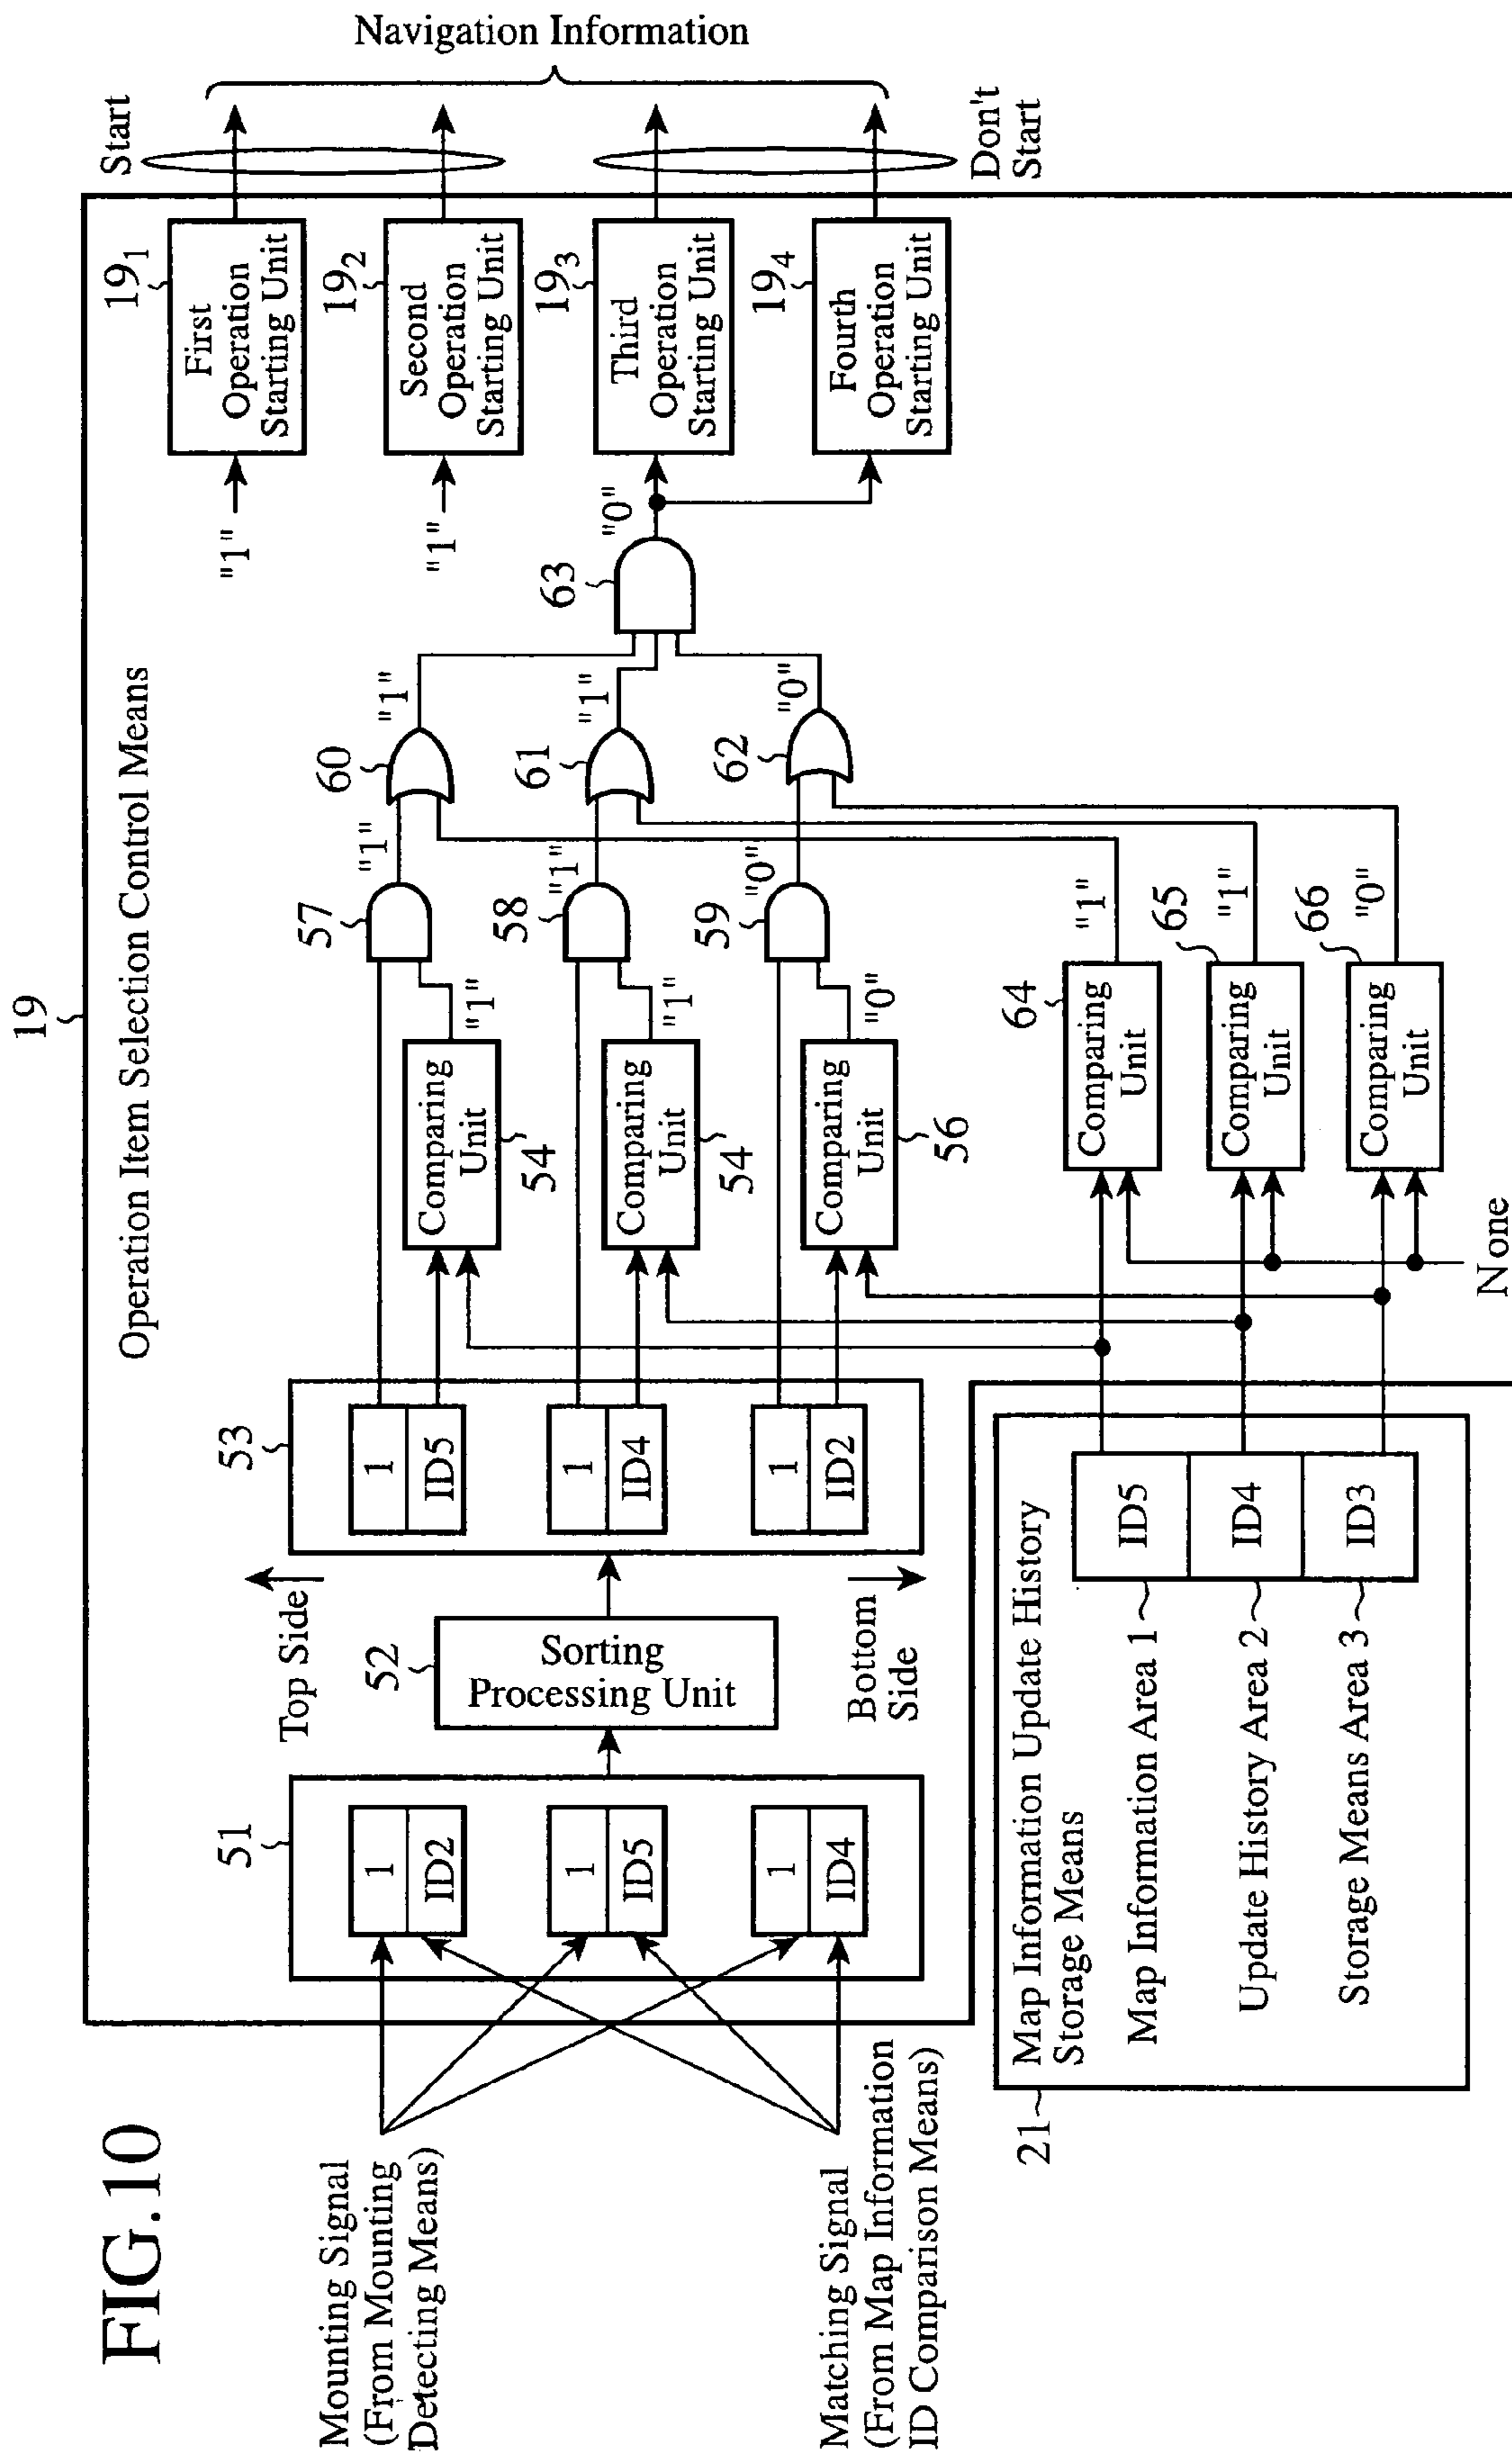 FIG.10
19
Operation Item Selection Control Means
Mounting Signal
(From Mounting
Detecting Means)
Matching Signal
(From Map Information
ID Comparison Means)
51
1
ID2
1
ID5
1
ID4
52
Sorting
Processing Unit
Top Side
Bottom
Side
53
1
ID5
1
ID4
1
ID2
Comparing
Unit
54
"1"
Comparing
Unit
54
"1"
Comparing
Unit
56
"0"
57
"1"
58
"1"
59
"0"
60
"1"
61
"1"
62
"0"
63
"0"
"1"
"1"
19₁
First
Operation
Starting Unit
19₂
Second
Operation
Starting Unit
19₃
Third
Operation
Starting Unit
19₄
Fourth
Operation
Starting Unit
Start
Don't
Start
Navigation Information
21
Map Information Update History
Storage Means
Map Information Area 1
ID5
Update History Area 2
ID4
Storage Means Area 3
ID3
None
64
Comparing
Unit
"1"
65
Comparing
Unit
"1"
66
Comparing
Unit
"0"